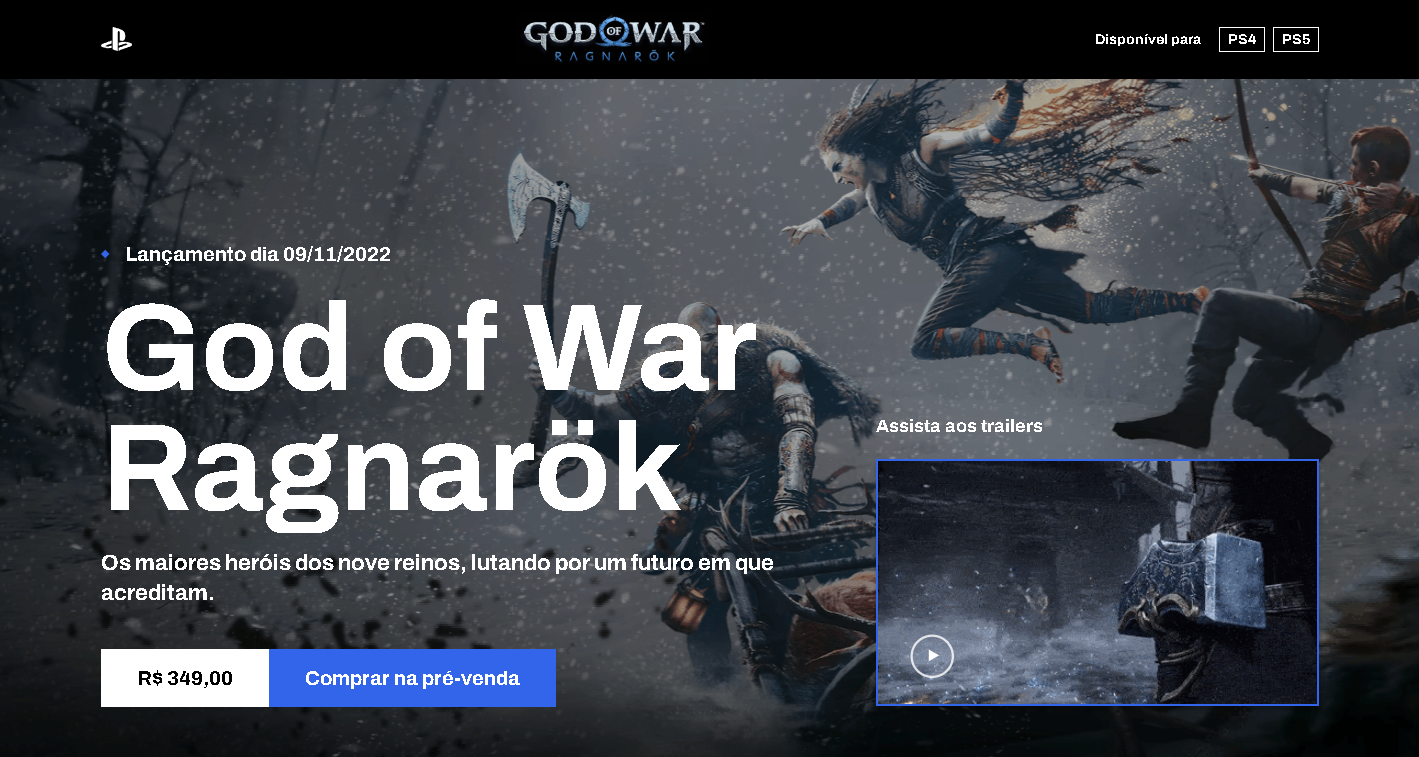 GOD OF WAR
RAGNARÖK
Disponível para PS4 PS5
Lançamento dia 09/11/2022
God of War
Ragnarök
Os maiores heróis dos nove reinos, lutando por um futuro em que
acreditam.
R$ 349,00 Comprar na pré-venda
Assista aos trailers